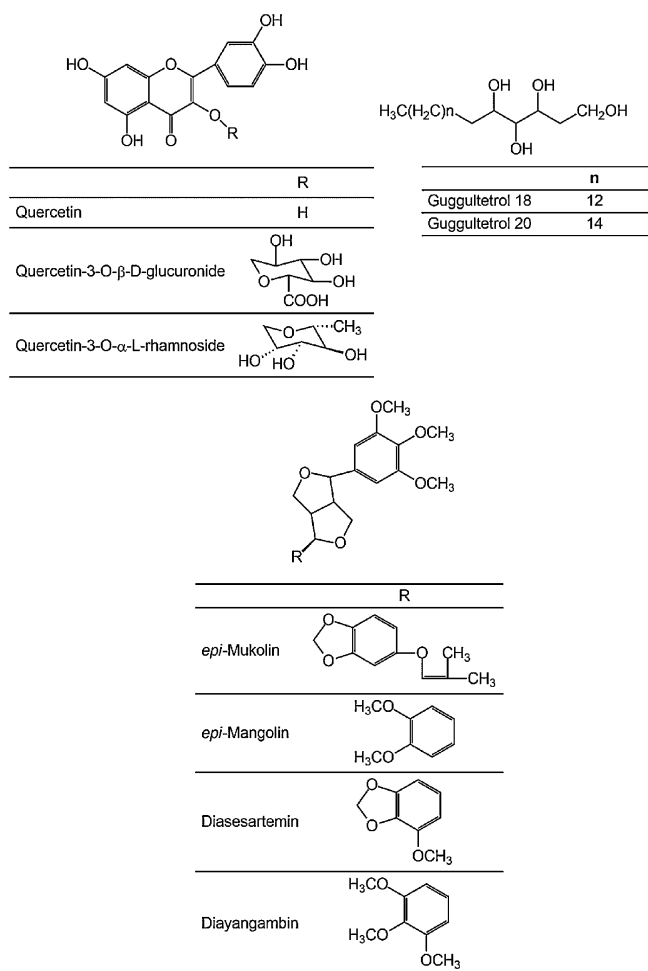 OH
OH
HO
O
O
R
OH
O
R
Quercetin H
Quercetin-3-O-β-D-glucuronide
OH
OH
O
OH
COOH
Quercetin-3-O-α-L-rhamnoside
O
CH₃
HO
HO
OH
OH OH
H₃C(H₂C)n
CH₂OH
OH
n
Guggultetrol 18 12
Guggultetrol 20 14
OCH₃
OCH₃
O
OCH₃
R
O
R
epi-Mukolin
O
O
O
CH₃
CH₃
epi-Mangolin
H₃CO
H₃CO
Diasesartemin
O
O
OCH₃
Diayangambin
H₃CO
H₃CO
OCH₃